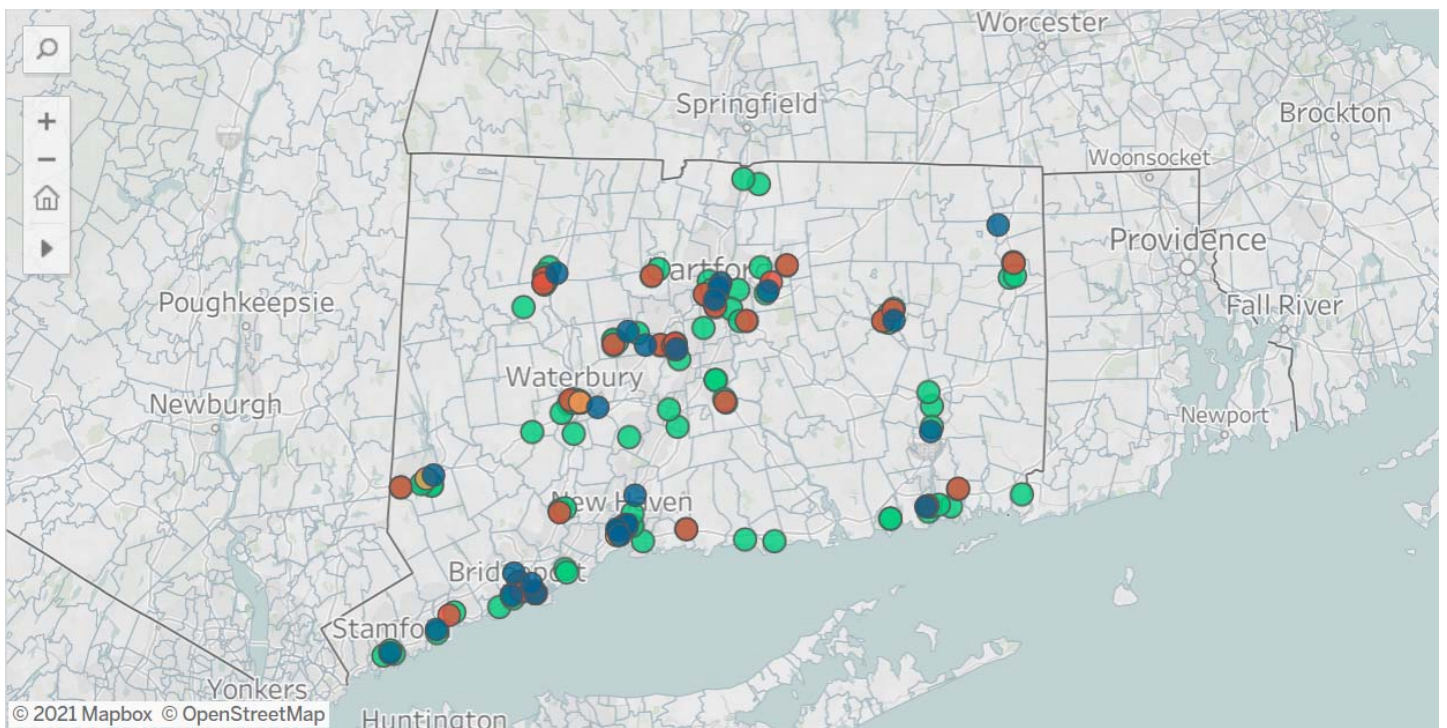 Worcester
Springfield
Brockton
Woonsocket
Hartford
Providence
Poughkeepsie
Fall River
Waterbury
Newburgh
Newport
New Haven
Bridgeport
Stamford
Yonkers
Huntington
© 2021 Mapbox © OpenStreetMap